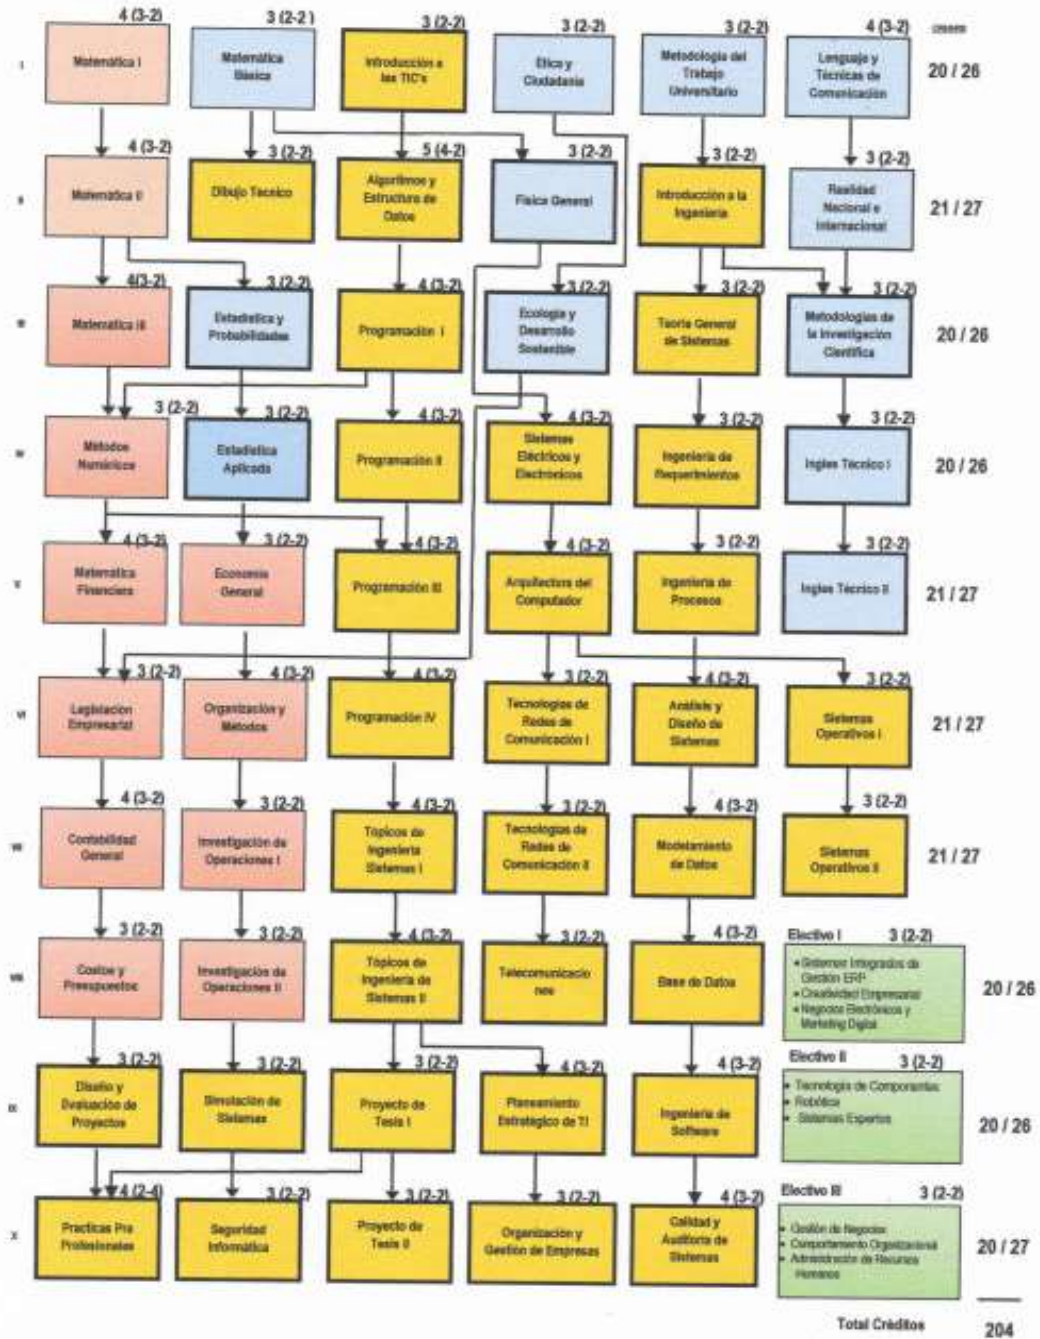 4 (3-2) 3 (2-2 ) 3 (2-2) 3 (2-2) 3 (2-2) 4 (3-2)
I
Matemática I
Matemática
Básica
Introducción a
las TIC's
Etica y
Ciudadanía
Metodología del
Trabajo
Universitario
Lenguaje y
Técnicas de
Comunicación
20 / 26
4 (3-2) 3 (2-2) 5 (4-2) 3 (2-2) 3 (2-2) 3 (2-2)
II
Matemática II
Dibujo Técnico
Algoritmos y
Estructura de
Datos
Física General
Introducción a la
Ingeniería
Realidad
Nacional e
Internacional
21 / 27
4(3-2) 3 (2-2) 4 (3-2) 3 (2-2) 3 (2-2) 3 (2-2)
III
Matemática III
Estadística y
Probabilidades
Programación I
Ecología y
Desarrollo
Sostenible
Teoría General
de Sistemas
Metodologías de
la Investigación
Científica
20 / 26
3 (2-2) 3 (2-2) 4 (3-2) 4 (3-2) 3 (2-2) 3 (2-2)
IV
Métodos
Numéricos
Estadística
Aplicada
Programación II
Sistemas
Eléctricos y
Electrónicos
Ingeniería de
Requerimientos
Ingles Técnico I
20 / 26
4 (3-2) 3 (2-2) 4 (3-2) 4 (3-2) 3 (2-2) 3 (2-2)
V
Matemática
Financiera
Economía
General
Programación III
Arquitectura del
Computador
Ingeniería de
Procesos
Ingles Técnico II
21 / 27
3 (2-2) 4 (3-2) 4 (3-2) 3 (2-2) 4 (3-2) 3 (2-2)
VI
Legislación
Empresarial
Organización y
Métodos
Programación IV
Tecnologías de
Redes de
Comunicación I
Análisis y
Diseño de
Sistemas
Sistemas
Operativos I
21 / 27
4 (3-2) 3 (2-2) 4 (3-2) 3 (2-2) 4 (3-2) 3 (2-2)
VII
Contabilidad
General
Investigación de
Operaciones I
Tópicos de
Ingeniería
Sistemas I
Tecnologías de
Redes de
Comunicación II
Modelamiento
de Datos
Sistemas
Operativos II
21 / 27
3 (2-2) 3 (2-2) 4 (3-2) 3 (2-2) 4 (3-2) Electivo I 3 (2-2)
VIII
Costos y
Presupuestos
Investigación de
Operaciones II
Tópicos de
Ingeniería de
Sistemas II
Telecomunicacio
nes
Base de Datos
• Sistemas Integrados de
Gestión ERP
• Creatividad Empresarial
• Negocios Electrónicos y
Marketing Digital
20 / 26
3 (2-2) 3 (2-2) 3 (2-2) 4 (3-2) 4 (3-2) Electivo II 3 (2-2)
IX
Diseño y
Evaluación de
Proyectos
Simulación de
Sistemas
Proyecto de
Tesis I
Planeamiento
Estratégico de TI
Ingeniería de
Software
• Tecnología de Componentes
• Robótica
• Sistemas Expertos
20 / 26
4 (2-4) 3 (2-2) 3 (2-2) 3 (2-2) 4 (3-2) Electivo III 3 (2-2)
X
Practicas Pre
Profesionales
Seguridad
Informática
Proyecto de
Tesis II
Organización y
Gestión de Empresas
Calidad y
Auditoria de
Sistemas
• Gestión de Negocios
• Comportamiento Organizacional
• Administración de Recursos
Humanos
20 / 27
Total Créditos 204